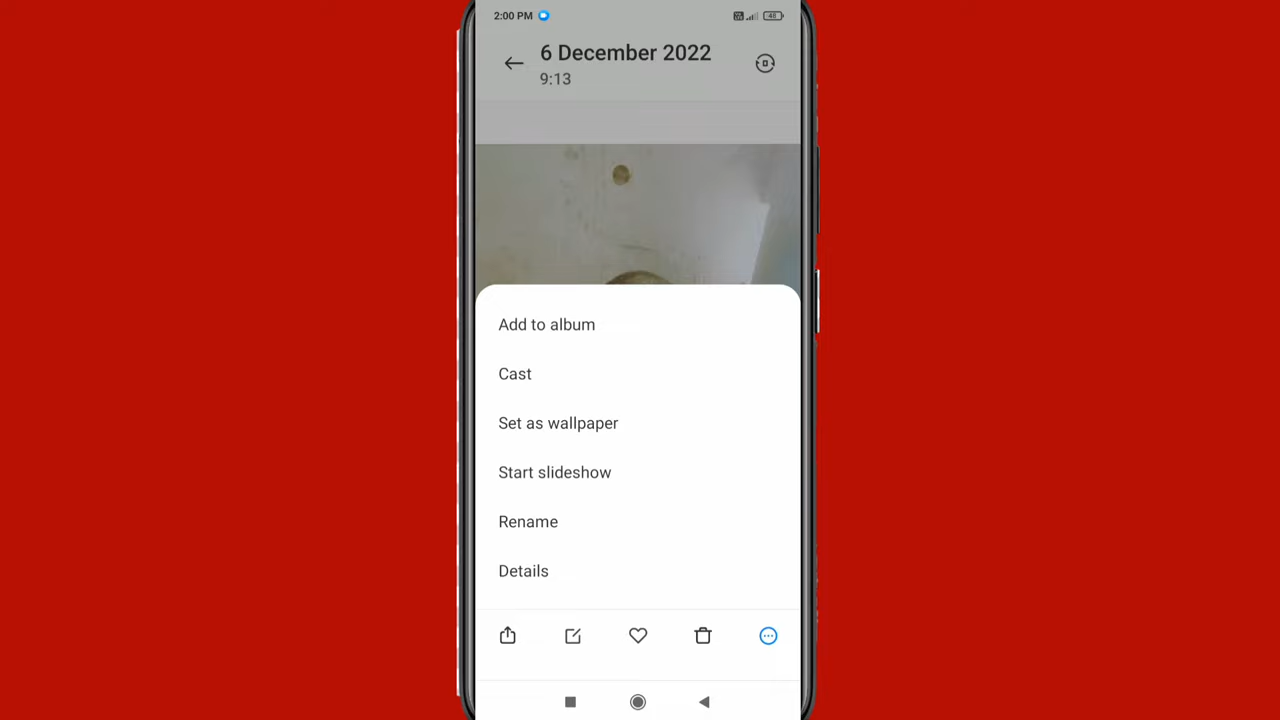 2:00 PM
48
6 December 2022
9:13
Add to album
Cast
Set as wallpaper
Start slideshow
Rename
Details